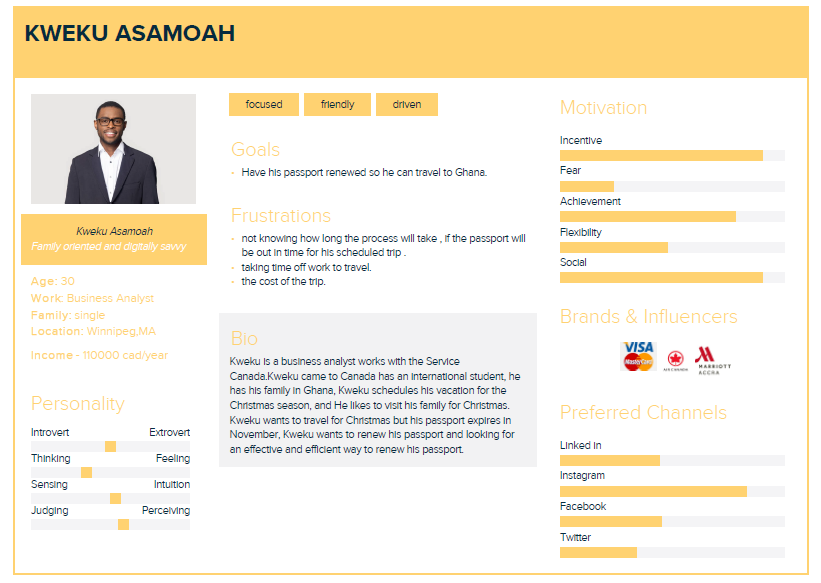 KWEKU ASAMOAH
Kweku Asamoah
Family oriented and digitally savvy
Age: 30
Work: Business Analyst
Family: single
Location: Winnipeg,MA
Income - 110000 cad/year
Personality
Introvert Extrovert
Thinking Feeling
Sensing Intuition
Judging Perceiving
focused friendly driven
Goals
• Have his passport renewed so he can travel to Ghana.
Frustrations
• not knowing how long the process will take , if the passport will
be out in time for his scheduled trip .
• taking time off work to travel.
• the cost of the trip.
Bio
Kweku is a business analyst works with the Service
Canada.Kweku came to Canada has an international student, he
has his family in Ghana, Kweku schedules his vacation for the
Christmas season, and He likes to visit his family for Christmas.
Kweku wants to travel for Christmas but his passport expires in
November, Kweku wants to renew his passport and looking for
an effective and efficient way to renew his passport.
Motivation
Incentive
Fear
Achievement
Flexibility
Social
Brands & Influencers
VISA
MasterCard
AIR CANADA
MARRIOTT
ACCRA
Preferred Channels
Linked in
Instagram
Facebook
Twitter